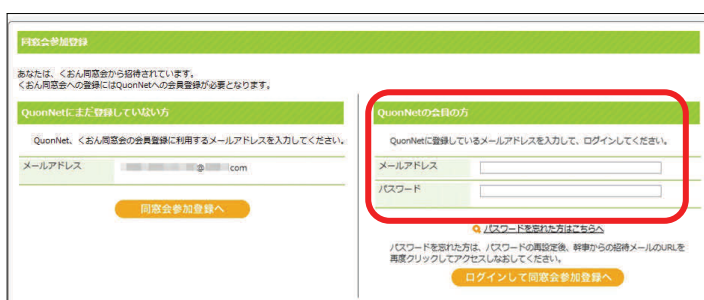 同窓会参加登録
あなたは、くおん同窓会から招待されています。
くおん同窓会への登録にはQuonNetへの会員登録が必要となります。
QuonNetにまだ登録していない方
QuonNet、くおん同窓会の会員登録に利用するメールアドレスを入力してください。
メールアドレス
@ com
同窓会参加登録へ
QuonNetの会員の方
QuonNetに登録しているメールアドレスを入力して、ログインしてください。
メールアドレス
パスワード
パスワードを忘れた方はこちらへ
パスワードを忘れた方は、パスワードの再設定後、幹事からの招待メールのURLを
再度クリックしてアクセスしなおしてください。
ログインして同窓会参加登録へ